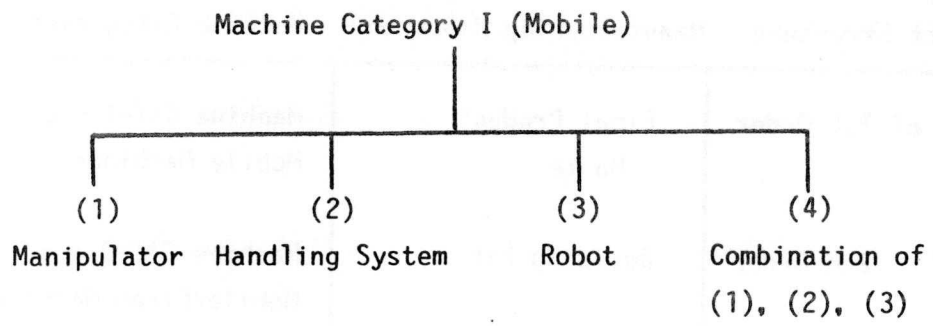 Machine Category I (Mobile)
(1) (2) (3) (4)
Manipulator Handling System Robot Combination of
(1), (2), (3)